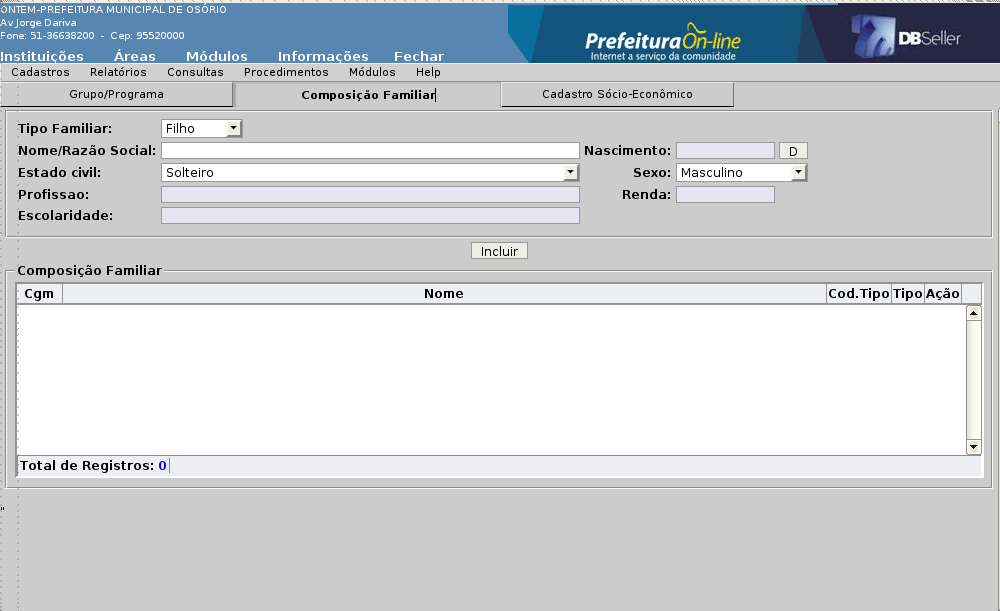 ONTEM-PREFEITURA MUNICIPAL DE OSÓRIO
Av Jorge Dariva
Fone: 51-36638200 - Cep: 95520000
Instituições Áreas Módulos Informações Fechar
PrefeituraOn-line
Internet a serviço da comunidade
DBSeller
Cadastros Relatórios Consultas Procedimentos Módulos Help
Grupo/Programa Composição Familiar Cadastro Sócio-Econômico
Tipo Familiar: Filho
Nome/Razão Social: Nascimento: D
Estado civil: Solteiro Sexo: Masculino
Profissao: Renda:
Escolaridade:
Incluir
Composição Familiar
Cgm Nome Cod.Tipo Tipo Ação
Total de Registros: 0